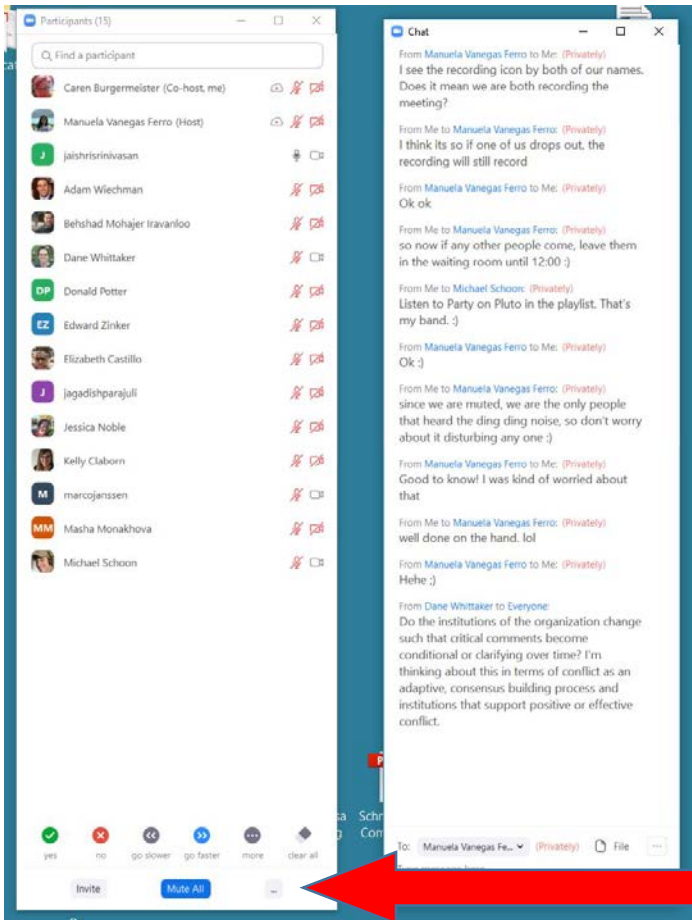 Participants (15)
Find a participant
Caren Burgermeister (Co-host, me)
Manuela Vanegas Ferro (Host)
J
jaishrisrinivasan
Adam Wiechman
Behshad Mohajer Iravanloo
Dane Whittaker
DP
Donald Potter
EZ
Edward Zinker
Elizabeth Castillo
J
jagadishparajuli
Jessica Noble
Kelly Claborn
M
marcojanssen
MM
Masha Monakhova
Michael Schoon
yes no go slower go faster more clear all
Invite Mute All ...
Chat
From Manuela Vanegas Ferro to Me: (Privately)
I see the recording icon by both of our names.
Does it mean we are both recording the
meeting?
From Me to Manuela Vanegas Ferro: (Privately)
I think its so if one of us drops out, the
recording will still record
From Manuela Vanegas Ferro to Me: (Privately)
Ok ok
From Me to Manuela Vanegas Ferro: (Privately)
so now if any other people come, leave them
in the waiting room until 12:00 :)
From Me to Michael Schoon: (Privately)
Listen to Party on Pluto in the playlist. That's
my band. :)
From Manuela Vanegas Ferro to Me: (Privately)
Ok :)
From Me to Manuela Vanegas Ferro: (Privately)
since we are muted, we are the only people
that heard the ding ding noise, so don't worry
about it disturbing any one :)
From Manuela Vanegas Ferro to Me: (Privately)
Good to know! I was kind of worried about
that
From Me to Manuela Vanegas Ferro: (Privately)
well done on the hand. lol
From Manuela Vanegas Ferro to Me: (Privately)
Hehe ;)
From Dane Whittaker to Everyone:
Do the institutions of the organization change
such that critical comments become
conditional or clarifying over time? I'm
thinking about this in terms of conflict as an
adaptive, consensus building process and
institutions that support positive or effective
conflict.
To: Manuela Vanegas Fe... (Privately) File ...